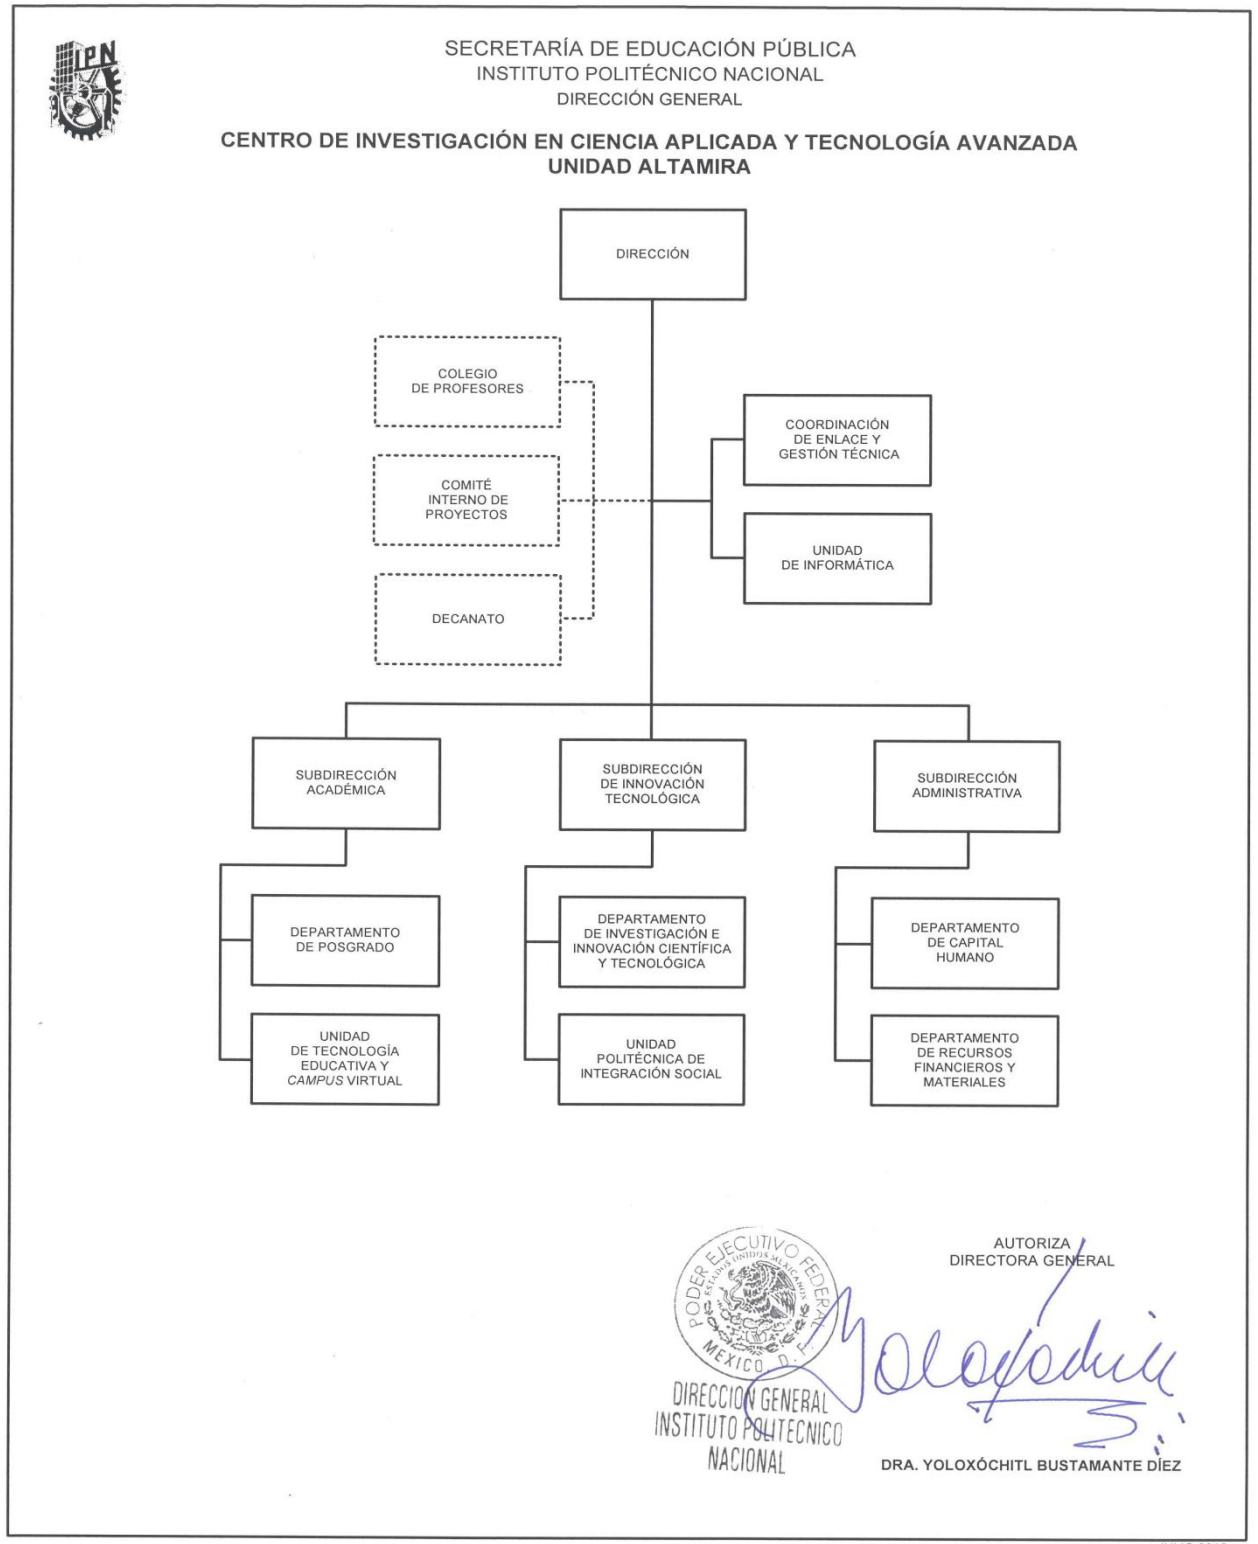 IPN
SECRETARÍA DE EDUCACIÓN PÚBLICA
INSTITUTO POLITÉCNICO NACIONAL
DIRECCIÓN GENERAL
CENTRO DE INVESTIGACIÓN EN CIENCIA APLICADA Y TECNOLOGÍA AVANZADA
UNIDAD ALTAMIRA
DIRECCIÓN
COLEGIO
DE PROFESORES
COORDINACIÓN
DE ENLACE Y
GESTIÓN TÉCNICA
COMITÉ
INTERNO DE
PROYECTOS
UNIDAD
DE INFORMÁTICA
DECANATO
SUBDIRECCIÓN
ACADÉMICA
SUBDIRECCIÓN
DE INNOVACIÓN
TECNOLÓGICA
SUBDIRECCIÓN
ADMINISTRATIVA
DEPARTAMENTO
DE POSGRADO
DEPARTAMENTO
DE INVESTIGACIÓN E
INNOVACIÓN CIENTÍFICA
Y TECNOLÓGICA
DEPARTAMENTO
DE CAPITAL
HUMANO
UNIDAD
DE TECNOLOGÍA
EDUCATIVA Y
CAMPUS VIRTUAL
UNIDAD
POLITÉCNICA DE
INTEGRACIÓN SOCIAL
DEPARTAMENTO
DE RECURSOS
FINANCIEROS Y
MATERIALES
AUTORIZA
DIRECTORA GENERAL
PODER EJECUTIVO FEDERAL
ESTADOS UNIDOS MEXICANOS
MEXICO, D. F.
DIRECCION GENERAL
INSTITUTO POLITECNICO
NACIONAL
Yoloxóchitl
DRA. YOLOXÓCHITL BUSTAMANTE DÍEZ